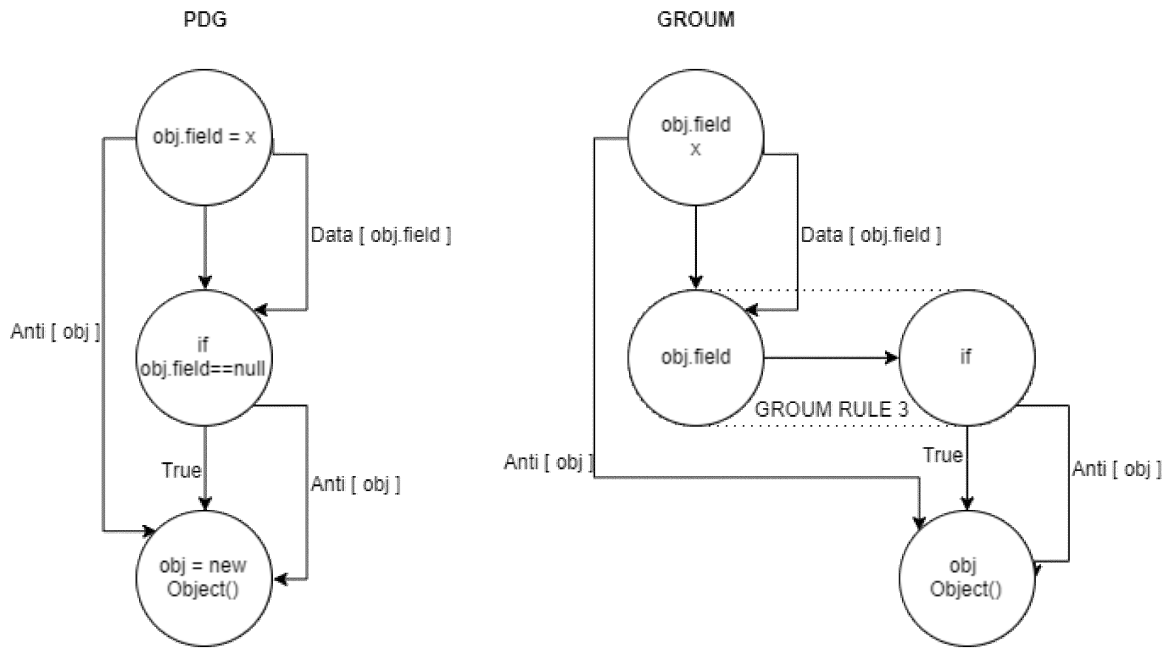 PDG
obj.field = x
Data [ obj.field ]
Anti [ obj ]
if
obj.field==null
True
Anti [ obj ]
obj = new
Object()
GROUM
obj.field
x
Data [ obj.field ]
obj.field
if
GROUM RULE 3
Anti [ obj ]
True
Anti [ obj ]
obj
Object()